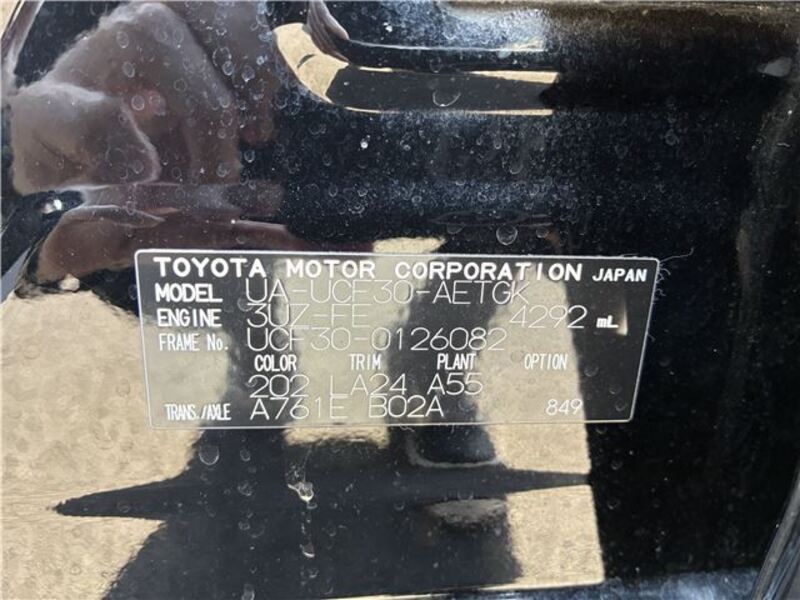 TOYOTA MOTOR CORPORATION JAPAN
MODEL UA-UCF30-AETGK
ENGINE 3UZ-FE 4292 mL
FRAME No. UCF30-0126082
COLOR TRIM PLANT OPTION
202 LA24 A55
TRANS./AXLE A761E B02A 849